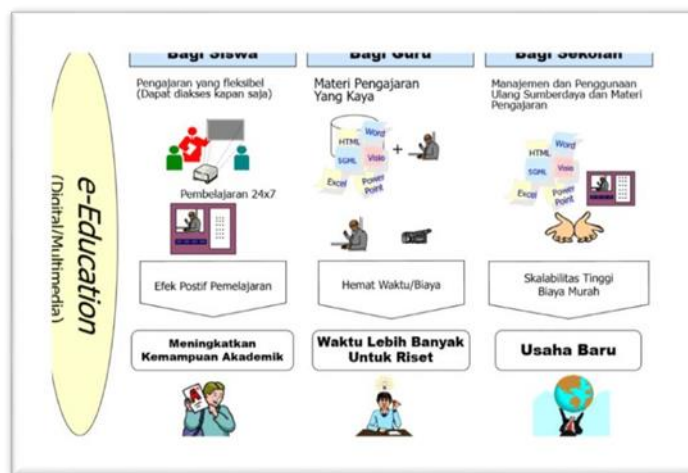 Bagi Siswa
Bagi Guru
Bagi Sekolah
e-Education
(Digital/Multimedia)
Pengajaran yang fleksibel
(Dapat diakses kapan saja)
Pembelajaran 24x7
Efek Postif Pemelajaran
Meningkatkan
Kemampuan Akademik
A
Materi Pengajaran
Yang Kaya
HTML
Word
SGML
Visio
Excel
Power
Point
+
Hemat Waktu/Biaya
Waktu Lebih Banyak
Untuk Riset
Manajemen dan Penggunaan
Ulang Sumberdaya dan Materi
Pengajaran
HTML
Word
SGML
Visio
Excel
Power
Point
Skalabilitas Tinggi
Biaya Murah
Usaha Baru